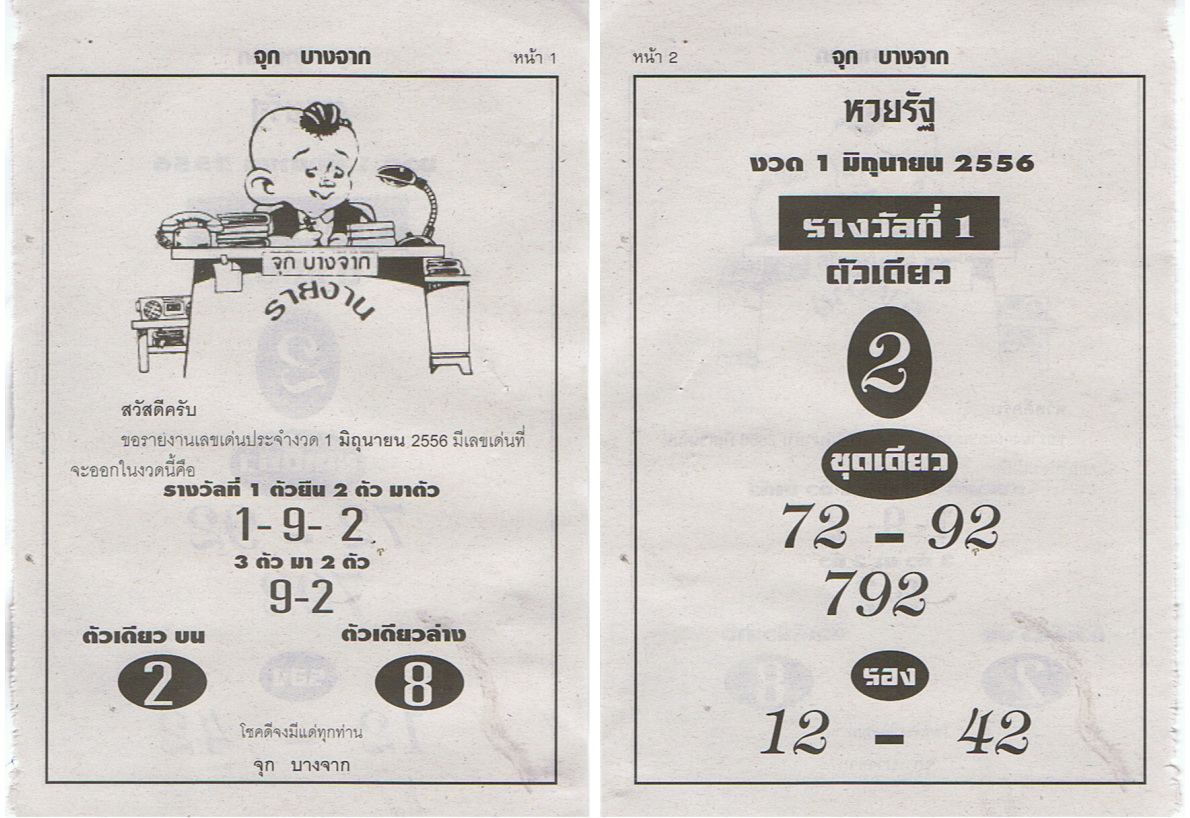 จุก บางจาก หน้า 1
จุก บางจาก
รายงาน
สวัสดีครับ
ขอรายงานเลขเด่นประจำงวด 1 มิถุนายน 2556 มีเลขเด่นที่
จะออกในงวดนี้คือ
รางวัลที่ 1 ตัวยืน 2 ตัว มาตัว
1- 9- 2
3 ตัว มา 2 ตัว
9-2
ตัวเดียว บน ตัวเดียวล่าง
2 8
โชคดีจงมีแด่ทุกท่าน
จุก บางจาก
หน้า 2 จุก บางจาก
หวยรัฐ
งวด 1 มิถุนายน 2556
รางวัลที่ 1
ตัวเดียว
2
ชุดเดียว
72 - 92
792
รอง
12 - 42